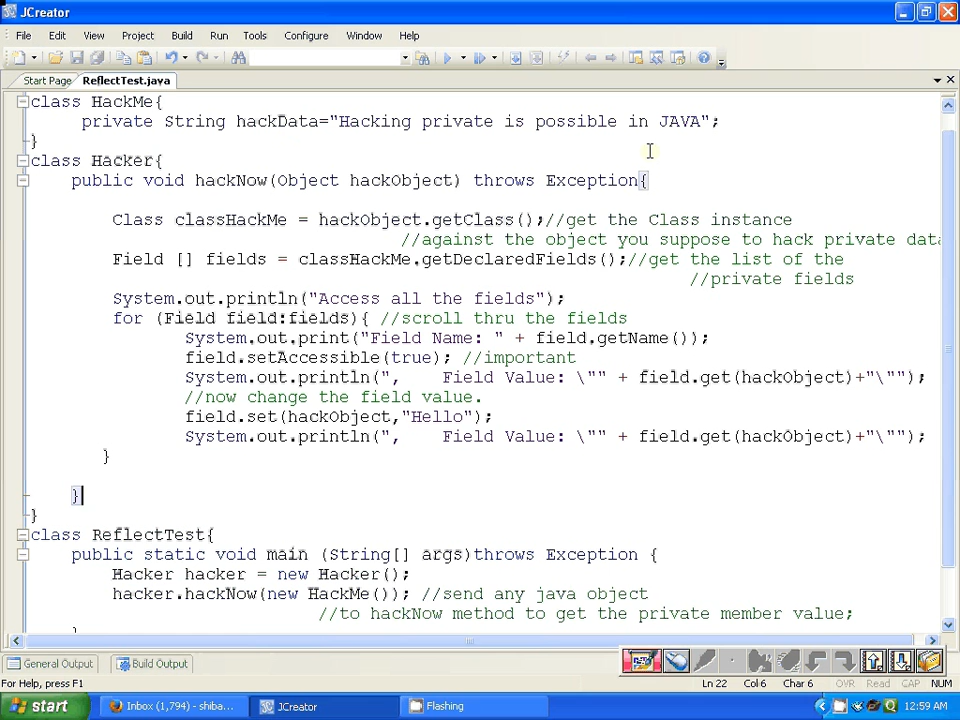 JCreator
File Edit View Project Build Run Tools Configure Window Help
Start Page ReflectTest.java
class HackMe{
private String hackData="Hacking private is possible in JAVA";
}
class Hacker{
public void hackNow(Object hackObject) throws Exception{
Class classHackMe = hackObject.getClass();//get the Class instance
//against the object you suppose to hack private data
Field [] fields = classHackMe.getDeclaredFields();//get the list of the
//private fields
System.out.println("Access all the fields");
for (Field field:fields){ //scroll thru the fields
System.out.print("Field Name: " + field.getName());
field.setAccessible(true); //important
System.out.println(",    Field Value: \"" + field.get(hackObject)+"\"");
//now change the field value.
field.set(hackObject,"Hello");
System.out.println(",    Field Value: \"" + field.get(hackObject)+"\"");
}
}
}
class ReflectTest{
public static void main (String[] args)throws Exception {
Hacker hacker = new Hacker();
hacker.hackNow(new HackMe()); //send any java object
//to hackNow method to get the private member value;
General Output Build Output
For Help, press F1 Ln 22 Col 6 Char 6 OVR Read CAP NUM
start Inbox (1,794) - shiba... JCreator Flashing 12:59 AM